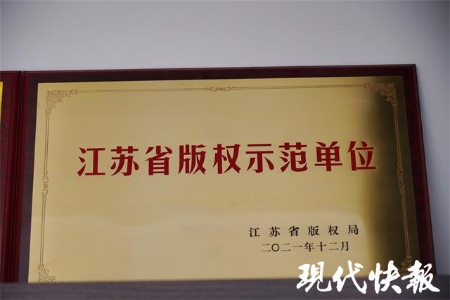 江苏省版权示范单位
江苏省版权局
二〇二一年十二月
现代快報